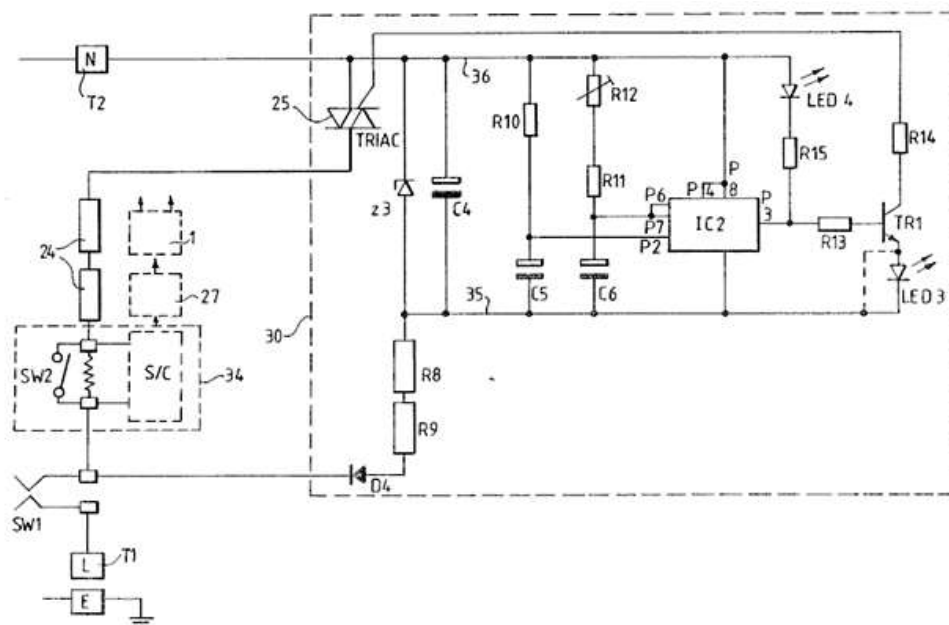 N
T2
25
TRIAC
36
R10
R12
LED 4
R14
R15
R11
z3
C4
P6
P7
P2
P
4
P
8
P
3
IC2
R13
TR1
LED 3
C5
C6
35
30
24
1
27
SW2
S/C
34
R8
R9
D4
SW1
L
T1
E